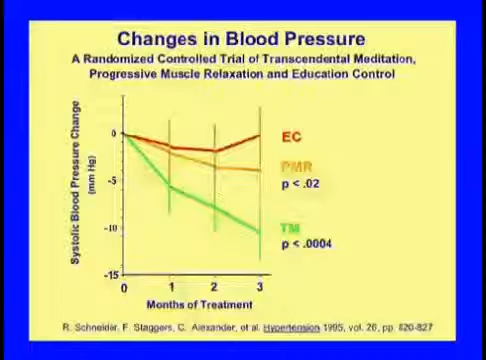 Changes in Blood Pressure
A Randomized Controlled Trial of Transcendental Meditation,
Progressive Muscle Relaxation and Education Control
Systolic Blood Pressure Change
(mm Hg)
0
-5
-10
-15
EC
PMR
p < .02
TM
p < .0004
0 1 2 3
Months of Treatment
R. Schneider, F. Staggers, C. Alexander, et al. Hypertension 1995, vol. 26, pp. 820-827